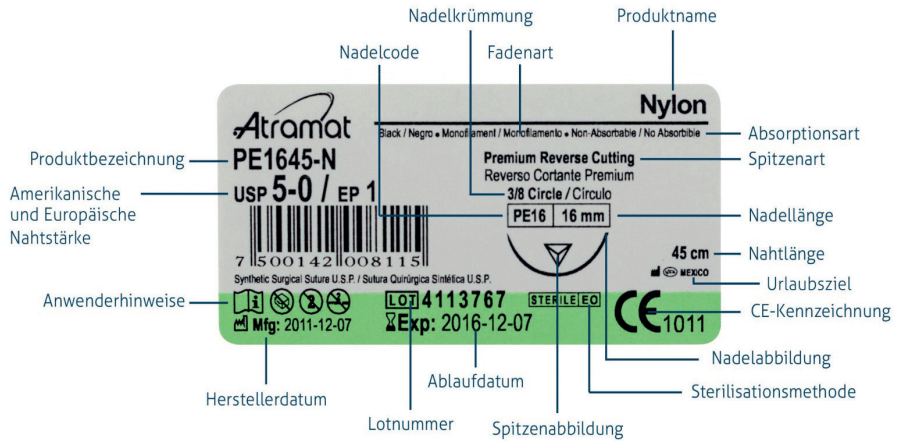 Nadelkrümmung
Produktname
Nadelcode
Fadenart
Nylon
Atramat
Black / Negro • Monofilament / Monofilamento • Non-Absorbable / No Absorbible
Absorptionsart
Produktbezeichnung
PE1645-N
Premium Reverse Cutting
Spitzenart
Reverso Cortante Premium
Amerikanische
und Europäische
Nahtstärke
USP 5-0 / EP 1
3/8 Circle / Círculo
PE16 16 mm
Nadellänge
7 500142 008115
45 cm
Nahtlänge
MEXICO
Urlaubsziel
Synthetic Surgical Suture U.S.P. / Sutura Quirúrgica Sintética U.S.P.
Anwenderhinweise
LOT 4113767
STERILE EO
CE 1011
CE-Kennzeichnung
Mfg: 2011-12-07
Exp: 2016-12-07
Nadelabbildung
Herstellerdatum
Ablaufdatum
Sterilisationsmethode
Lotnummer
Spitzenabbildung